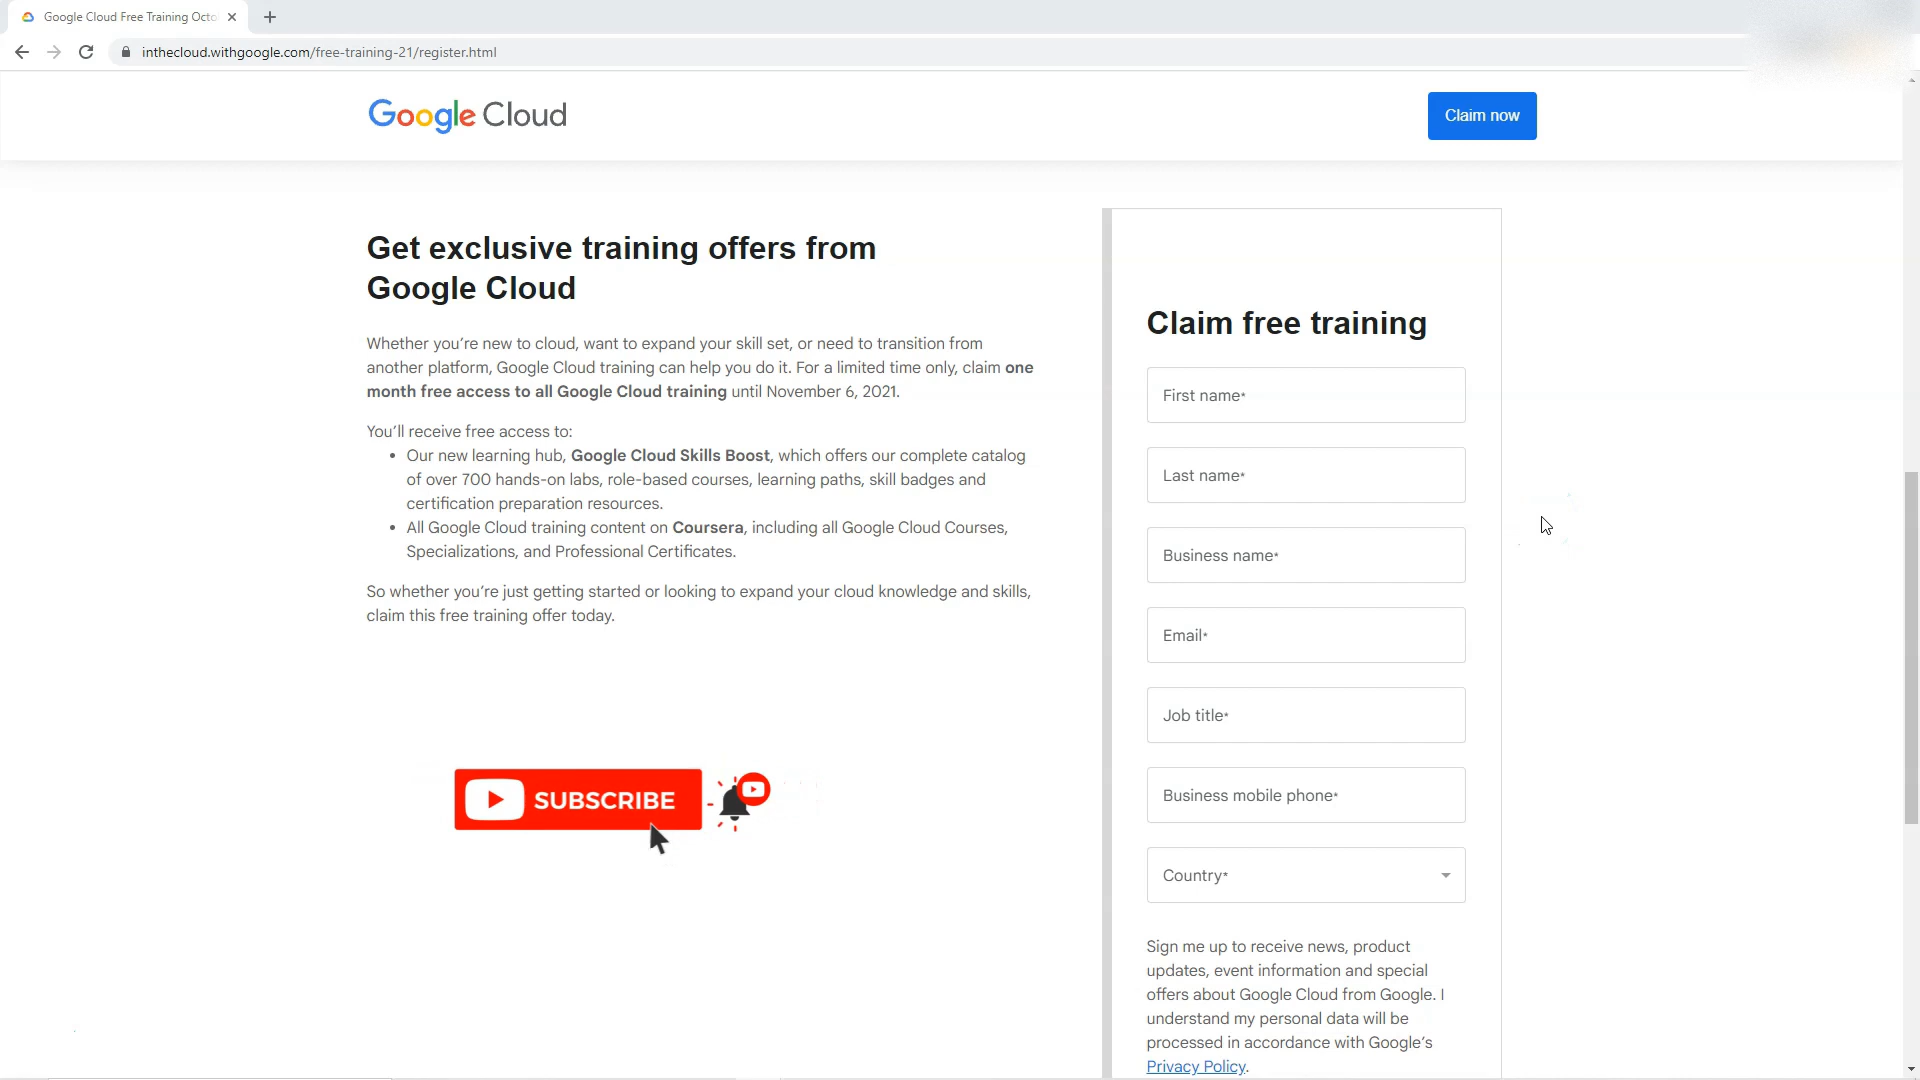 Google Cloud Free Training Octo
inthecloud.withgoogle.com/free-training-21/register.html
Google Cloud
Claim now
Get exclusive training offers from
Google Cloud
Whether you’re new to cloud, want to expand your skill set, or need to transition from
another platform, Google Cloud training can help you do it. For a limited time only, claim one
month free access to all Google Cloud training until November 6, 2021.
You’ll receive free access to:
• Our new learning hub, Google Cloud Skills Boost, which offers our complete catalog
of over 700 hands-on labs, role-based courses, learning paths, skill badges and
certification preparation resources.
• All Google Cloud training content on Coursera, including all Google Cloud Courses,
Specializations, and Professional Certificates.
So whether you’re just getting started or looking to expand your cloud knowledge and skills,
claim this free training offer today.
SUBSCRIBE
Claim free training
First name*
Last name*
Business name*
Email*
Job title*
Business mobile phone*
Country*
Sign me up to receive news, product
updates, event information and special
offers about Google Cloud from Google. I
understand my personal data will be
processed in accordance with Google’s
Privacy Policy.